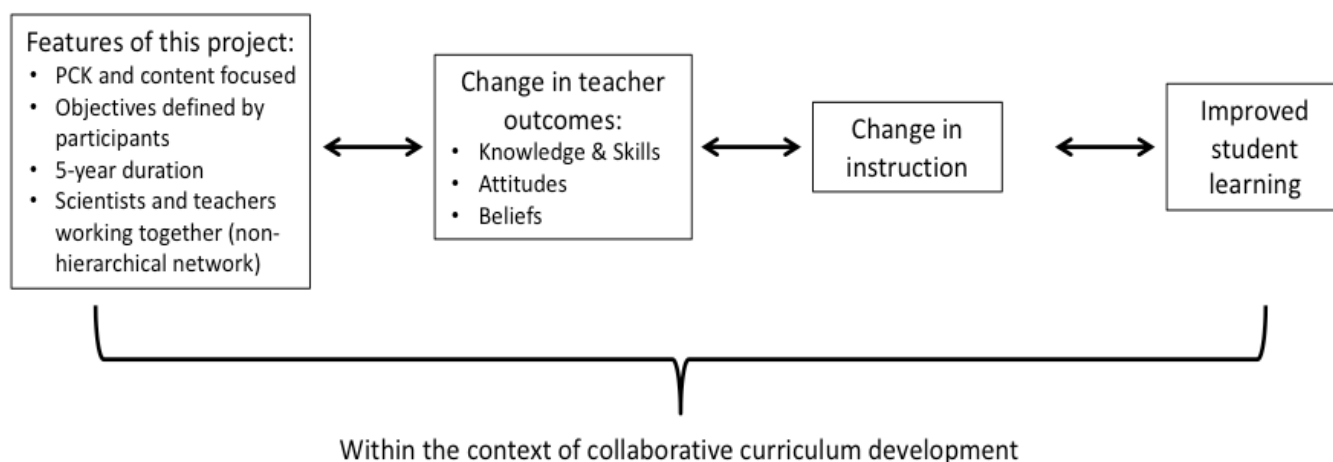 Features of this project:
• PCK and content focused
• Objectives defined by
participants
• 5-year duration
• Scientists and teachers
working together (non-
hierarchical network)
Change in teacher
outcomes:
• Knowledge & Skills
• Attitudes
• Beliefs
Change in
instruction
Improved
student
learning
Within the context of collaborative curriculum development